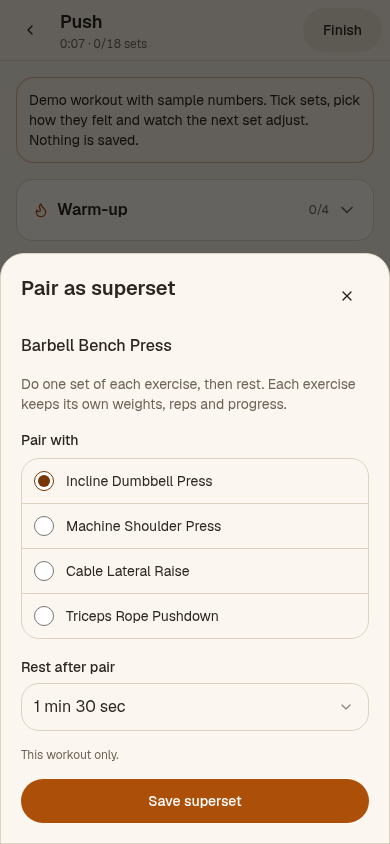 Push
0:07 · 0/18 sets
Finish
Demo workout with sample numbers. Tick sets, pick
how they felt and watch the next set adjust.
Nothing is saved.
Warm-up
0/4
Pair as superset
Barbell Bench Press
Do one set of each exercise, then rest. Each exercise
keeps its own weights, reps and progress.
Pair with
Incline Dumbbell Press
Machine Shoulder Press
Cable Lateral Raise
Triceps Rope Pushdown
Rest after pair
1 min 30 sec
This workout only.
Save superset